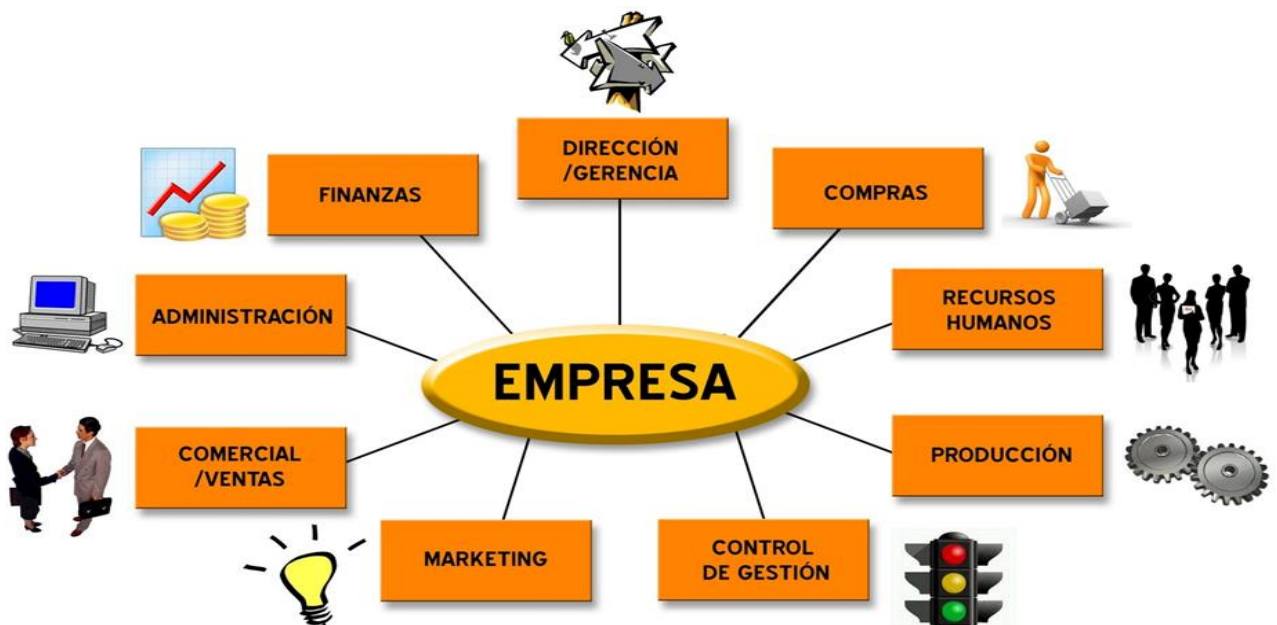 DIRECCIÓN
/GERENCIA
FINANZAS
COMPRAS
ADMINISTRACIÓN
RECURSOS
HUMANOS
EMPRESA
COMERCIAL
/VENTAS
PRODUCCIÓN
MARKETING
CONTROL
DE GESTIÓN